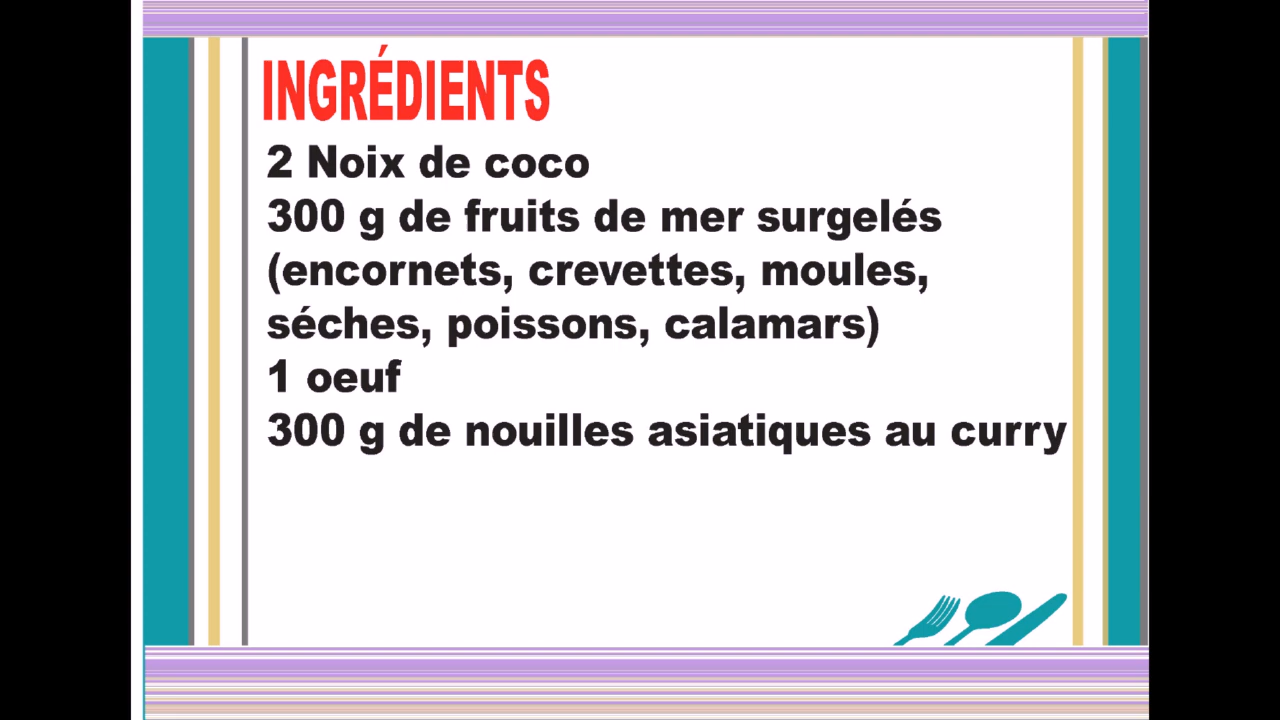 INGRÉDIENTS
2 Noix de coco
300 g de fruits de mer surgelés
(encornets, crevettes, moules,
séches, poissons, calamars)
1 oeuf
300 g de nouilles asiatiques au curry